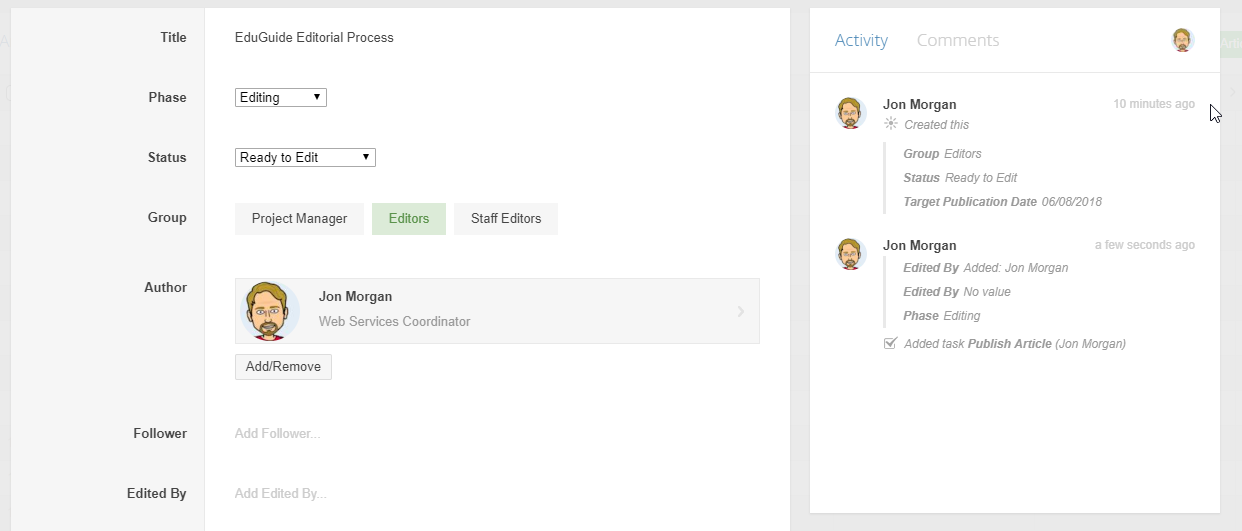 Title
EduGuide Editorial Process
Phase
Editing
Status
Ready to Edit
Group
Project Manager
Editors
Staff Editors
Author
Jon Morgan
Web Services Coordinator
Add/Remove
Follower
Add Follower...
Edited By
Add Edited By...
Activity
Comments
Jon Morgan
10 minutes ago
Created this
Group Editors
Status Ready to Edit
Target Publication Date 06/08/2018
Jon Morgan
a few seconds ago
Edited By Added: Jon Morgan
Edited By No value
Phase Editing
Added task Publish Article (Jon Morgan)